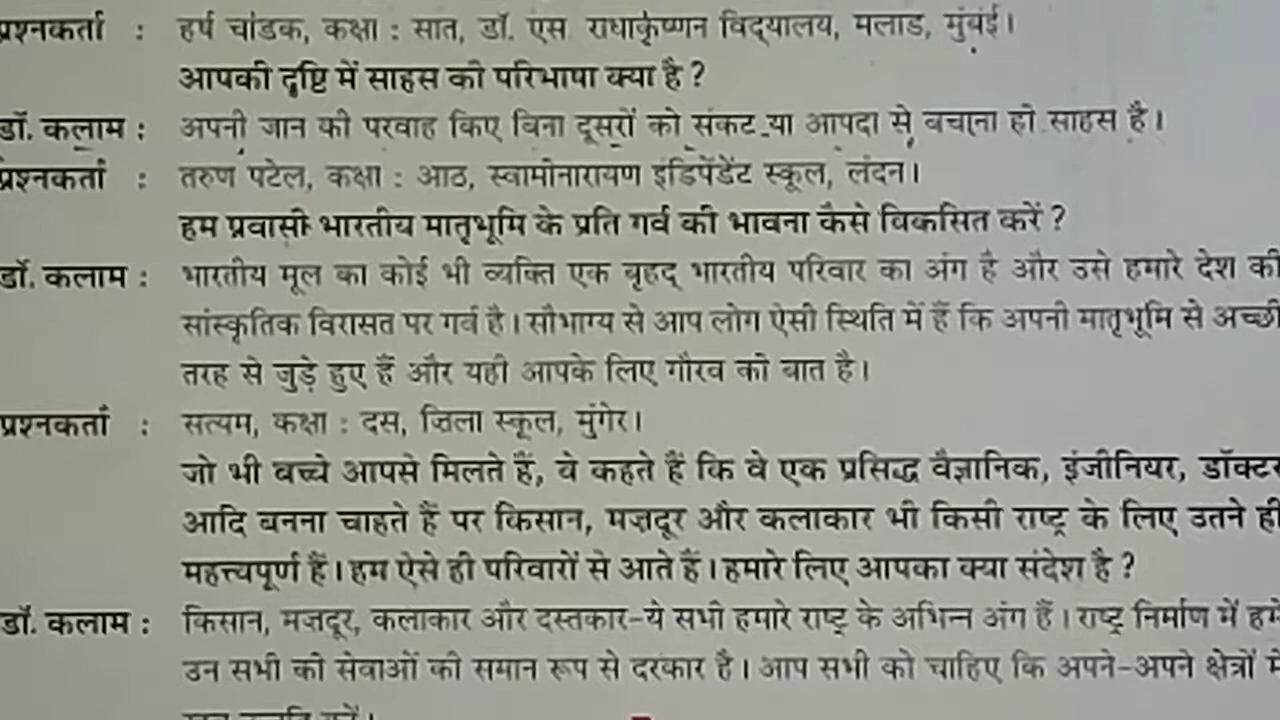 प्रश्नकर्ता : हर्ष चांडक, कक्षा : सात, डॉ. एस. राधाकृष्णन विद्यालय, मलाड, मुंबई।
आपकी दृष्टि में साहस की परिभाषा क्या है ?
डॉ. कलाम : अपनी जान की परवाह किए बिना दूसरों को संकट या आपदा से बचाना ही साहस है।
प्रश्नकर्ता : तरुण पटेल, कक्षा : आठ, स्वामीनारायण इंडिपेंडेंट स्कूल, लंदन।
हम प्रवासी भारतीय मातृभूमि के प्रति गर्व की भावना कैसे विकसित करें ?
डॉ. कलाम : भारतीय मूल का कोई भी व्यक्ति एक बृहद् भारतीय परिवार का अंग है और उसे हमारे देश की
सांस्कृतिक विरासत पर गर्व है। सौभाग्य से आप लोग ऐसी स्थिति में हैं कि अपनी मातृभूमि से अच्छी
तरह से जुड़े हुए हैं और यही आपके लिए गौरव की बात है।
प्रश्नकर्ता : सत्यम, कक्षा : दस, ज़िला स्कूल, मुंगेर।
जो भी बच्चे आपसे मिलते हैं, वे कहते हैं कि वे एक प्रसिद्ध वैज्ञानिक, इंजीनियर, डॉक्टर
आदि बनना चाहते हैं पर किसान, मज़दूर और कलाकार भी किसी राष्ट्र के लिए उतने ही
महत्त्वपूर्ण हैं। हम ऐसे ही परिवारों से आते हैं। हमारे लिए आपका क्या संदेश है ?
डॉ. कलाम : किसान, मज़दूर, कलाकार और दस्तकार-ये सभी हमारे राष्ट्र के अभिन्न अंग हैं। राष्ट्र निर्माण में हमें
उन सभी की सेवाओं की समान रूप से दरकार है। आप सभी को चाहिए कि अपने-अपने क्षेत्रों में